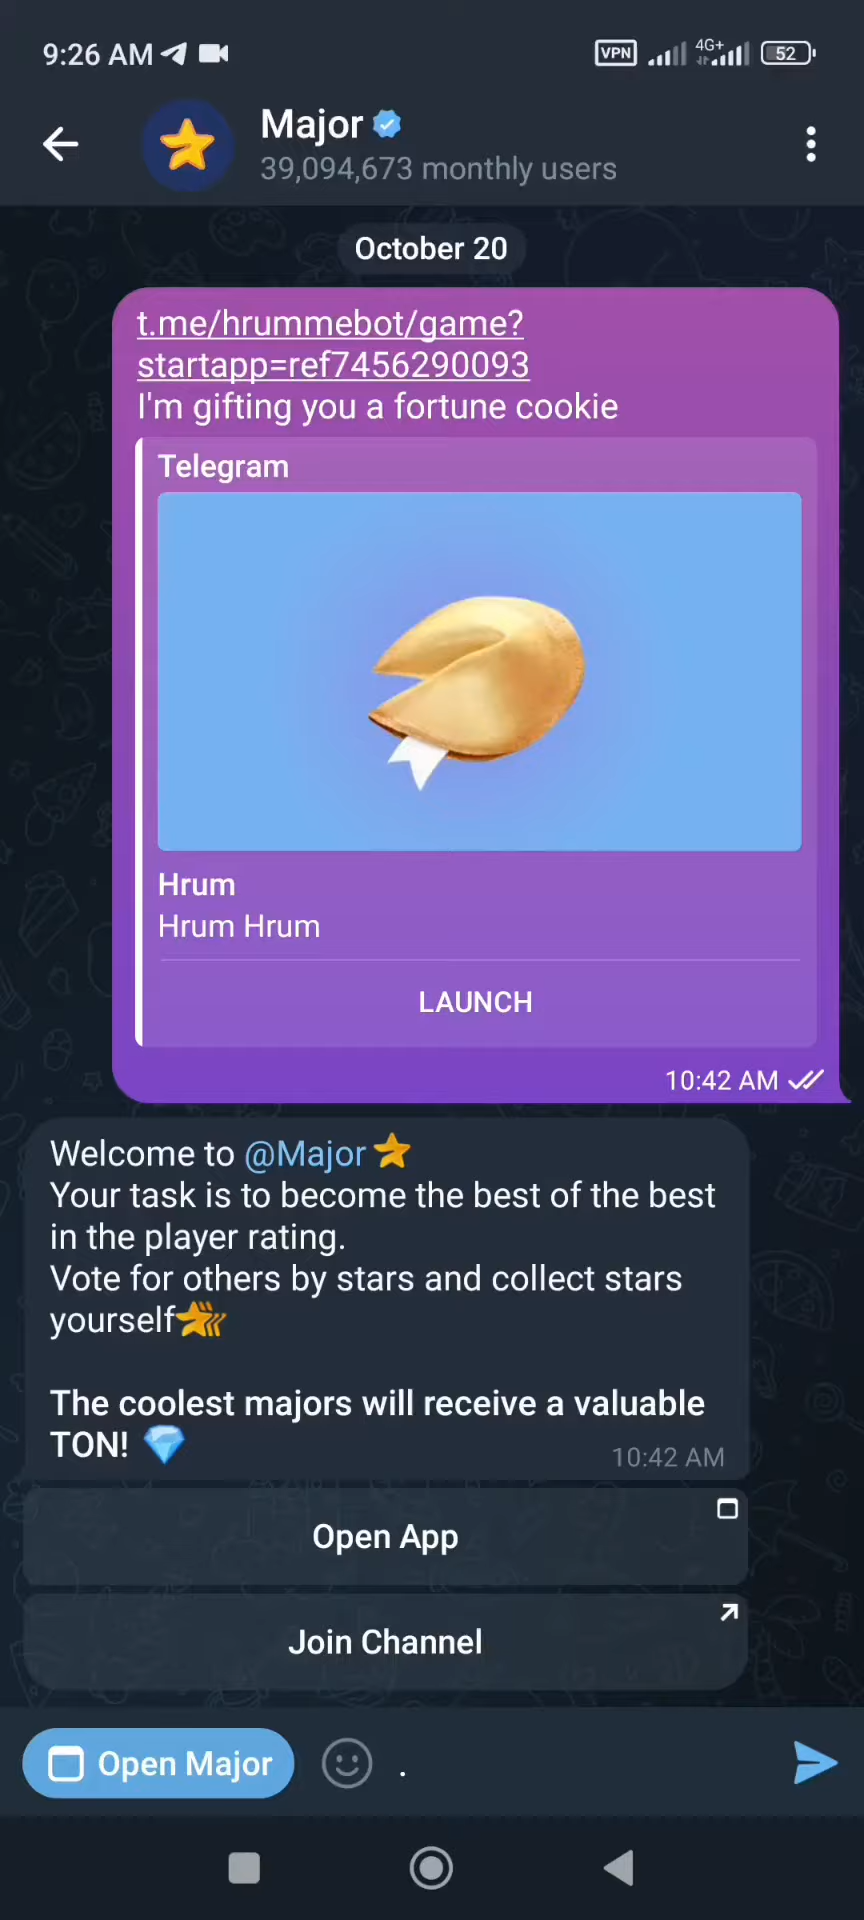 9:26 AM
VPN
4G+
52
Major
39,094,673 monthly users
October 20
t.me/hrummebot/game?
startapp=ref7456290093
I'm gifting you a fortune cookie
Telegram
Hrum
Hrum Hrum
LAUNCH
10:42 AM
Welcome to @Major
Your task is to become the best of the best
in the player rating.
Vote for others by stars and collect stars
yourself
The coolest majors will receive a valuable
TON!
10:42 AM
Open App
Join Channel
Open Major
.